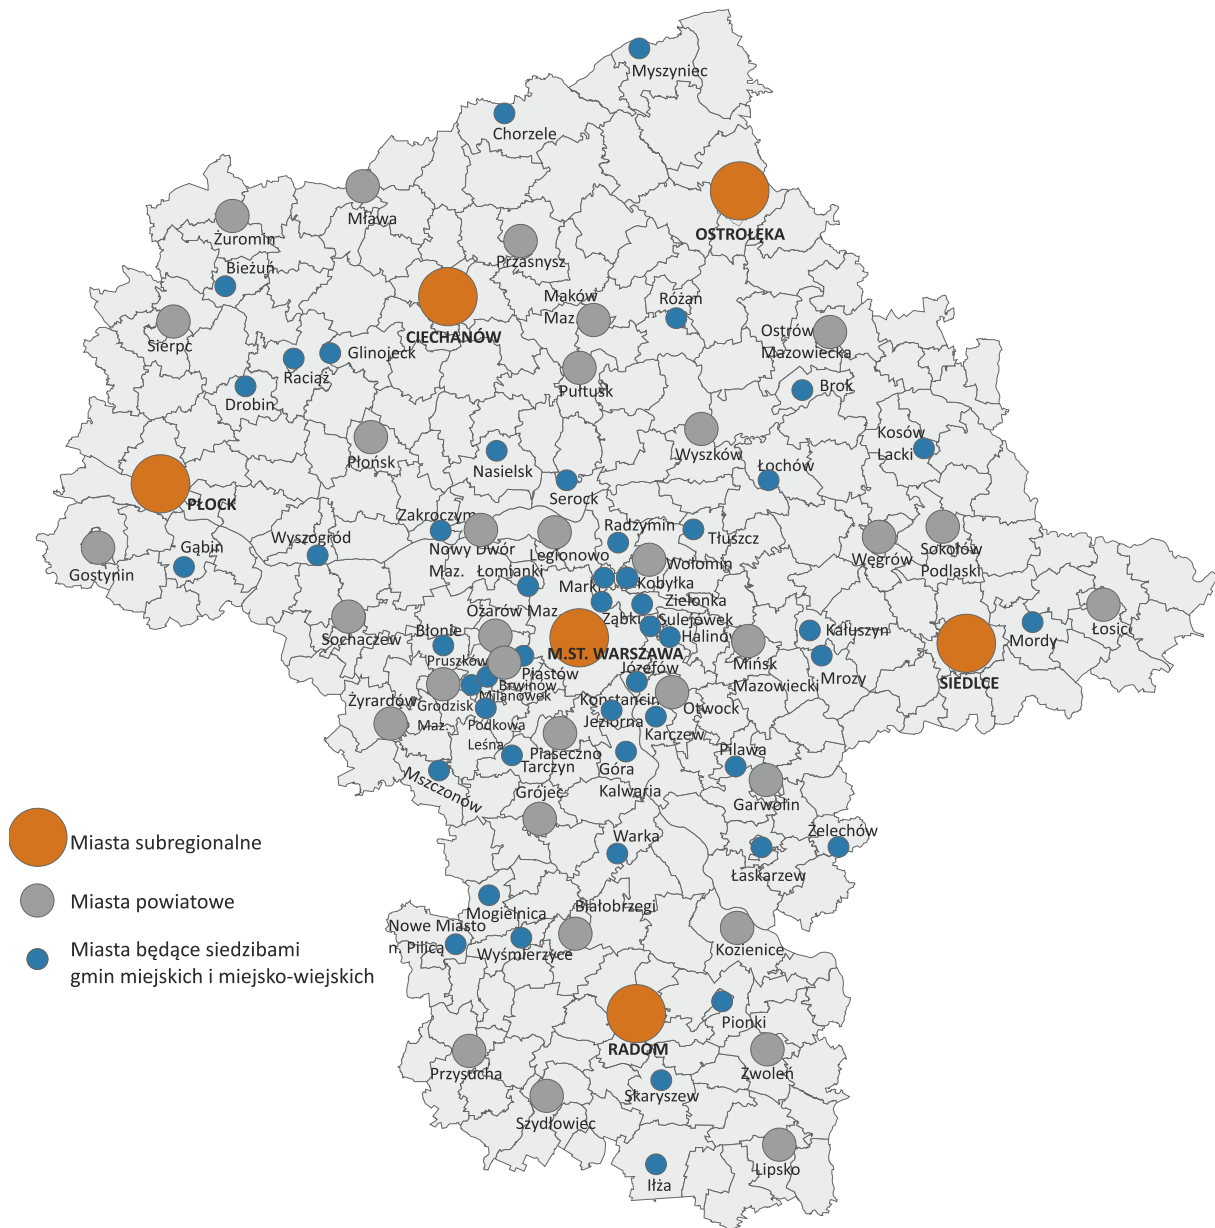 Myszyniec
Chorzele
Mława
OSTROŁĘKA
Żuromin
Przasnysz
Bieżuń
Maków
Maz.
Różan
CIECHANÓW
Ostrów
Mazowiecka
Sierpc
Glinojeck
Raciąż
Drobin
Pułtusk
Brok
Płońsk
Nasielsk
Wyszków
Kosów
Lacki
Łochów
Serock
PŁOCK
Zakroczym
Radzymin
Tłuszcz
Wyszogród
Gąbin
Gostynin
Nowy Dwór
Maz.
Legionowo
Wołomin
Węgrów
Sokołów
Podlaski
Łomianki
Marki
Kobyłka
Zielonka
Ożarów Maz.
Ząbki
Sulejówek
Halinów
Sochaczew
Błonie
M.ST. WARSZAWA
Kałuszyn
Mordy
Łosice
Pruszków
Piastów
Józefów
Mińsk
Mazowiecki
Mrozy
SIEDLCE
Brwinów
Milanówek
Żyrardów
Grodzisk
Maz.
Konstancin
Jeziorna
Otwock
Podkowa
Leśna
Karczew
Piaseczno
Tarczyn
Góra
Kalwaria
Pilawa
Mszczonów
Garwolin
Grójec
Warka
Żelechów
Łaskarzew
Miasta subregionalne
Miasta powiatowe
Miasta będące siedzibami
gmin miejskich i miejsko-wiejskich
Mogielnica
Białobrzegi
Nowe Miasto
n. Pilicą
Wyśmierzyce
Kozienice
Pionki
RADOM
Przysucha
Zwoleń
Skaryszew
Szydłowiec
Lipsko
Iłża